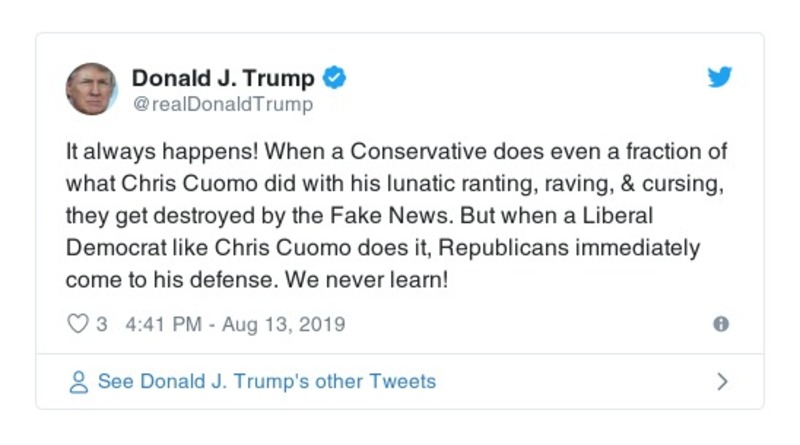 Donald J. Trump
@realDonaldTrump
It always happens! When a Conservative does even a fraction of
what Chris Cuomo did with his lunatic ranting, raving, & cursing,
they get destroyed by the Fake News. But when a Liberal
Democrat like Chris Cuomo does it, Republicans immediately
come to his defense. We never learn!
3 4:41 PM - Aug 13, 2019
See Donald J. Trump's other Tweets